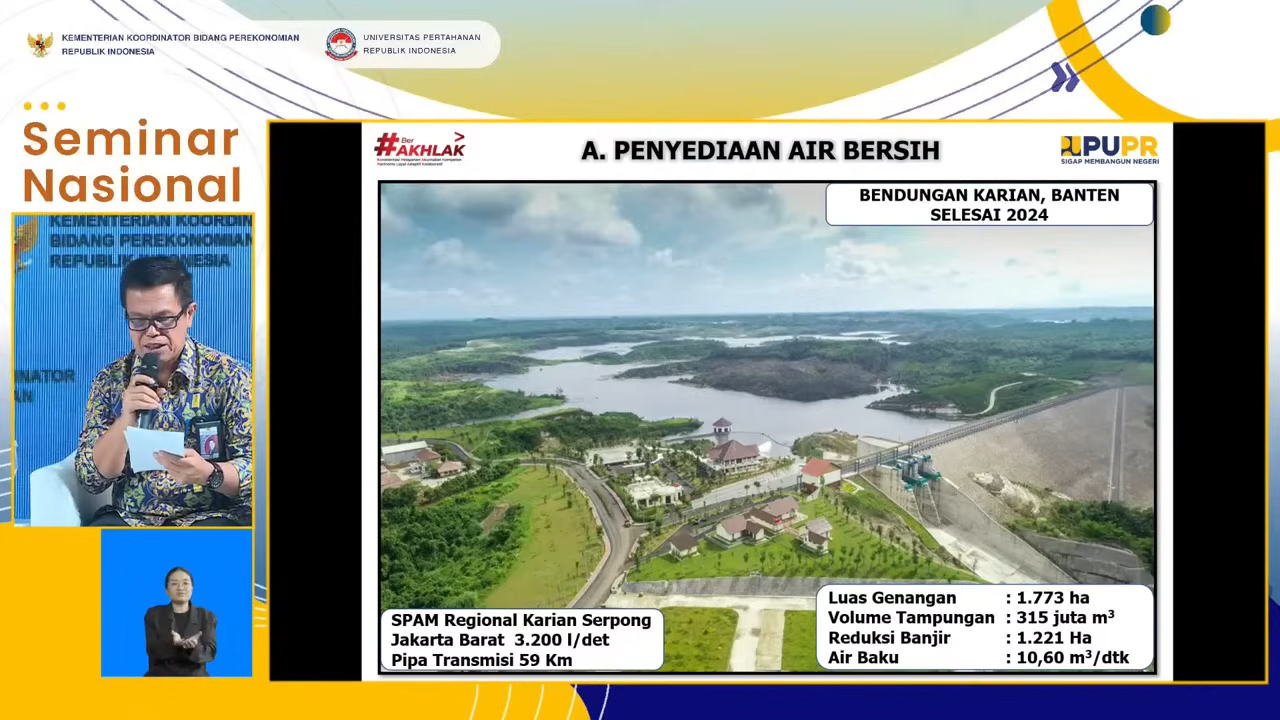 KEMENTERIAN KOORDINATOR BIDANG PEREKONOMIAN
REPUBLIK INDONESIA
UNIVERSITAS PERTAHANAN
REPUBLIK INDONESIA
Seminar
Nasional
KEMENTERIAN KOORDIN
BIDANG PEREKONOMIAN
REPUBLIK INDONESIA
NATOR
AN
Ber
#AKHLAK
A. PENYEDIAAN AIR BERSIH
PUPR
SIGAP MEMBANGUN NEGERI
BENDUNGAN KARIAN, BANTEN
SELESAI 2024
SPAM Regional Karian Serpong
Jakarta Barat 3.200 l/det
Pipa Transmisi 59 Km
Luas Genangan : 1.773 ha
Volume Tampungan : 315 juta m³
Reduksi Banjir : 1.221 Ha
Air Baku : 10,60 m³/dtk